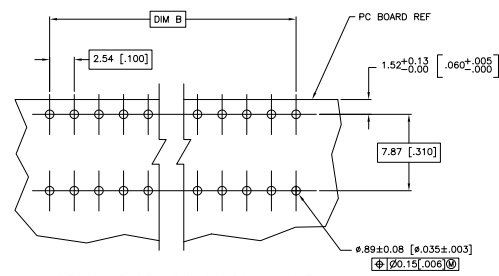 DIM B
PC BOARD REF
2.54 [.100]
1.52+0.13 -0.00 [.060+.005 -.000]
7.87 [.310]
ø.89±0.08 [ø.035±.003]
⌖ Ø0.15[.006]Ⓜ